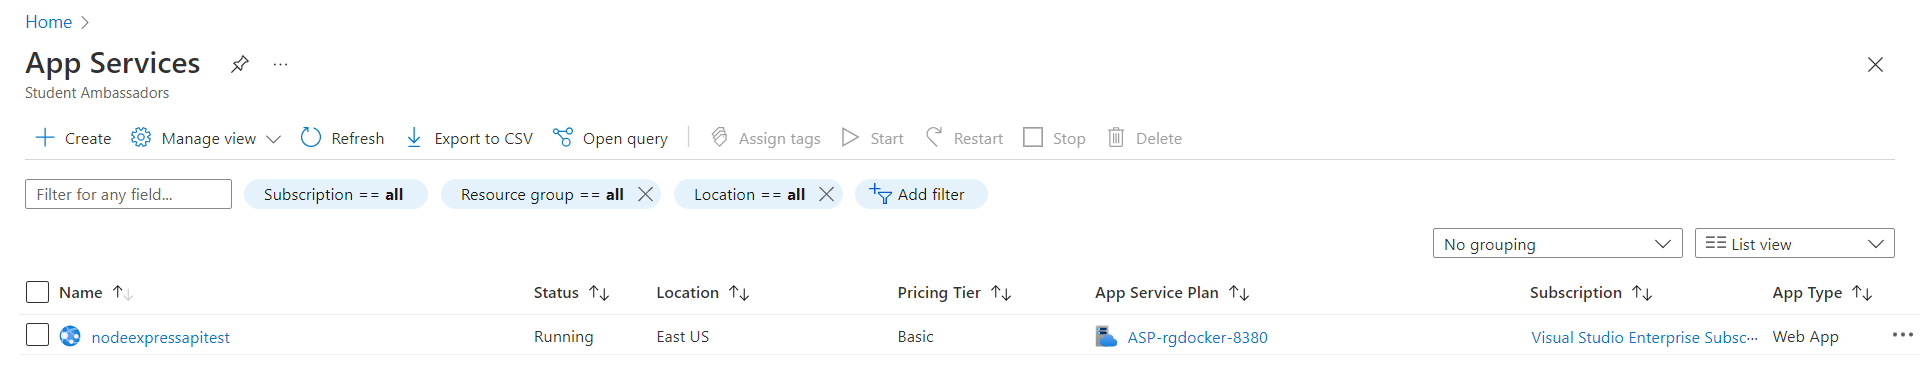 Home
App Services ...
Student Ambassadors
Create Manage view Refresh Export to CSV Open query Assign tags Start Restart Stop Delete
Filter for any field... Subscription == all Resource group == all Location == all Add filter
No grouping List view
Name Status Location Pricing Tier App Service Plan Subscription App Type
nodeexpressapitest Running East US Basic ASP-rgdocker-8380 Visual Studio Enterprise Subsc... Web App ...